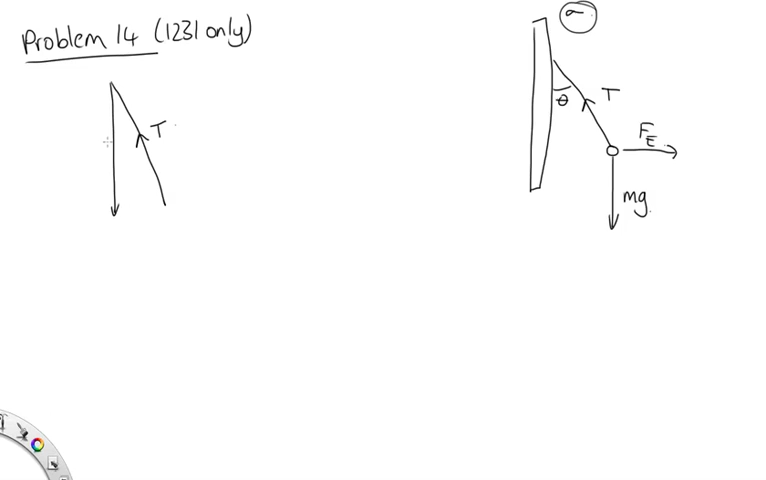 Problem 14 (1231 only)
T
a
θ
T
F_E
mg